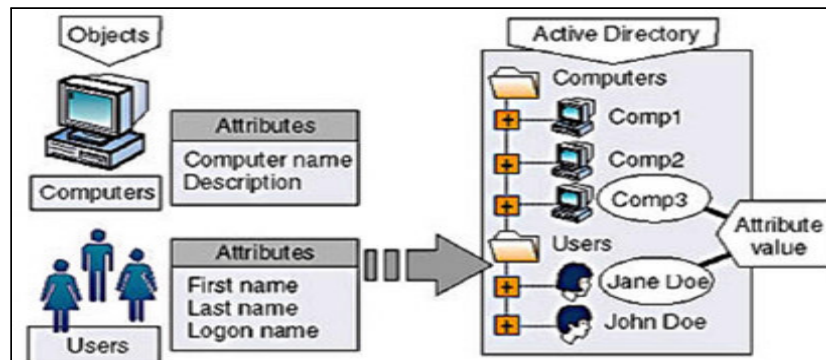 Objects
Computers
Attributes
Computer name
Description
Users
Attributes
First name
Last name
Logon name
Active Directory
Computers
Comp1
Comp2
Comp3
Users
Jane Doe
John Doe
Attribute
value